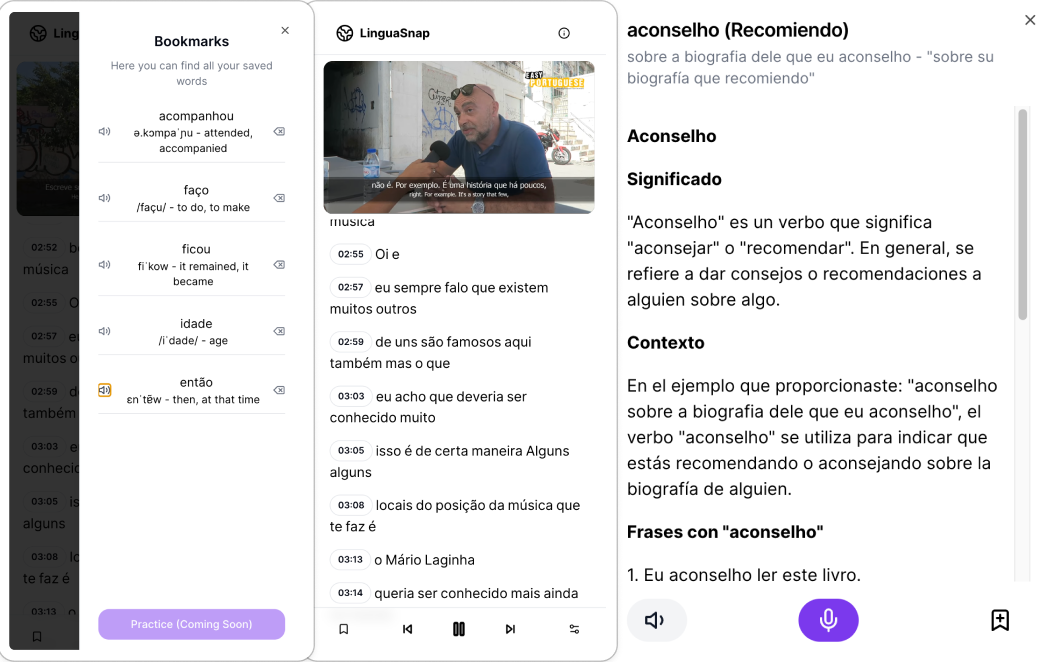 Ling
Escreve
02:52 b
música
02:55 O
02:57 e
muitos o
02:59 d
também
03:03 e
conhecid
03:05 is
alguns
03:08 lo
te faz é
03:13
Bookmarks
Here you can find all your saved
words
acompanhou
ə.kɔmpaˈɲu - attended,
accompanied
faço
/façu/ - to do, to make
ficou
fiˈkow - it remained, it
became
idade
/iˈdade/ - age
então
ɛnˈtɐ̃w - then, at that time
Practice (Coming Soon)
LinguaSnap
EASY
PORTUGUESE
não é. Por exemplo. É uma história que há poucos,
right. For example. It's a story that few,
música
02:55 Oi e
02:57 eu sempre falo que existem
muitos outros
02:59 de uns são famosos aqui
também mas o que
03:03 eu acho que deveria ser
conhecido muito
03:05 isso é de certa maneira Alguns
alguns
03:08 locais do posição da música que
te faz é
03:13 o Mário Laginha
03:14 queria ser conhecido mais ainda
aconselho (Recomiendo)
sobre a biografia dele que eu aconselho - "sobre su
biografía que recomiendo"
Aconselho
Significado
"Aconselho" es un verbo que significa
"aconsejar" o "recomendar". En general, se
refiere a dar consejos o recomendaciones a
alguien sobre algo.
Contexto
En el ejemplo que proporcionaste: "aconselho
sobre a biografia dele que eu aconselho", el
verbo "aconselho" se utiliza para indicar que
estás recomendando o aconsejando sobre la
biografía de alguien.
Frases con "aconselho"
1. Eu aconselho ler este livro.